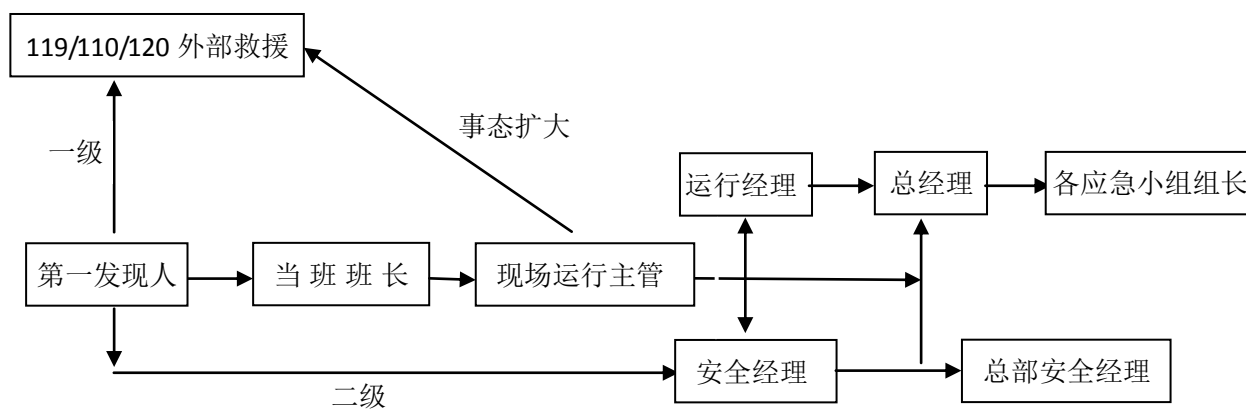 119/110/120 外部救援
事态扩大
一级
运行经理
总经理
各应急小组组长
第一发现人
当 班 班 长
现场运行主管
安全经理
总部安全经理
二级